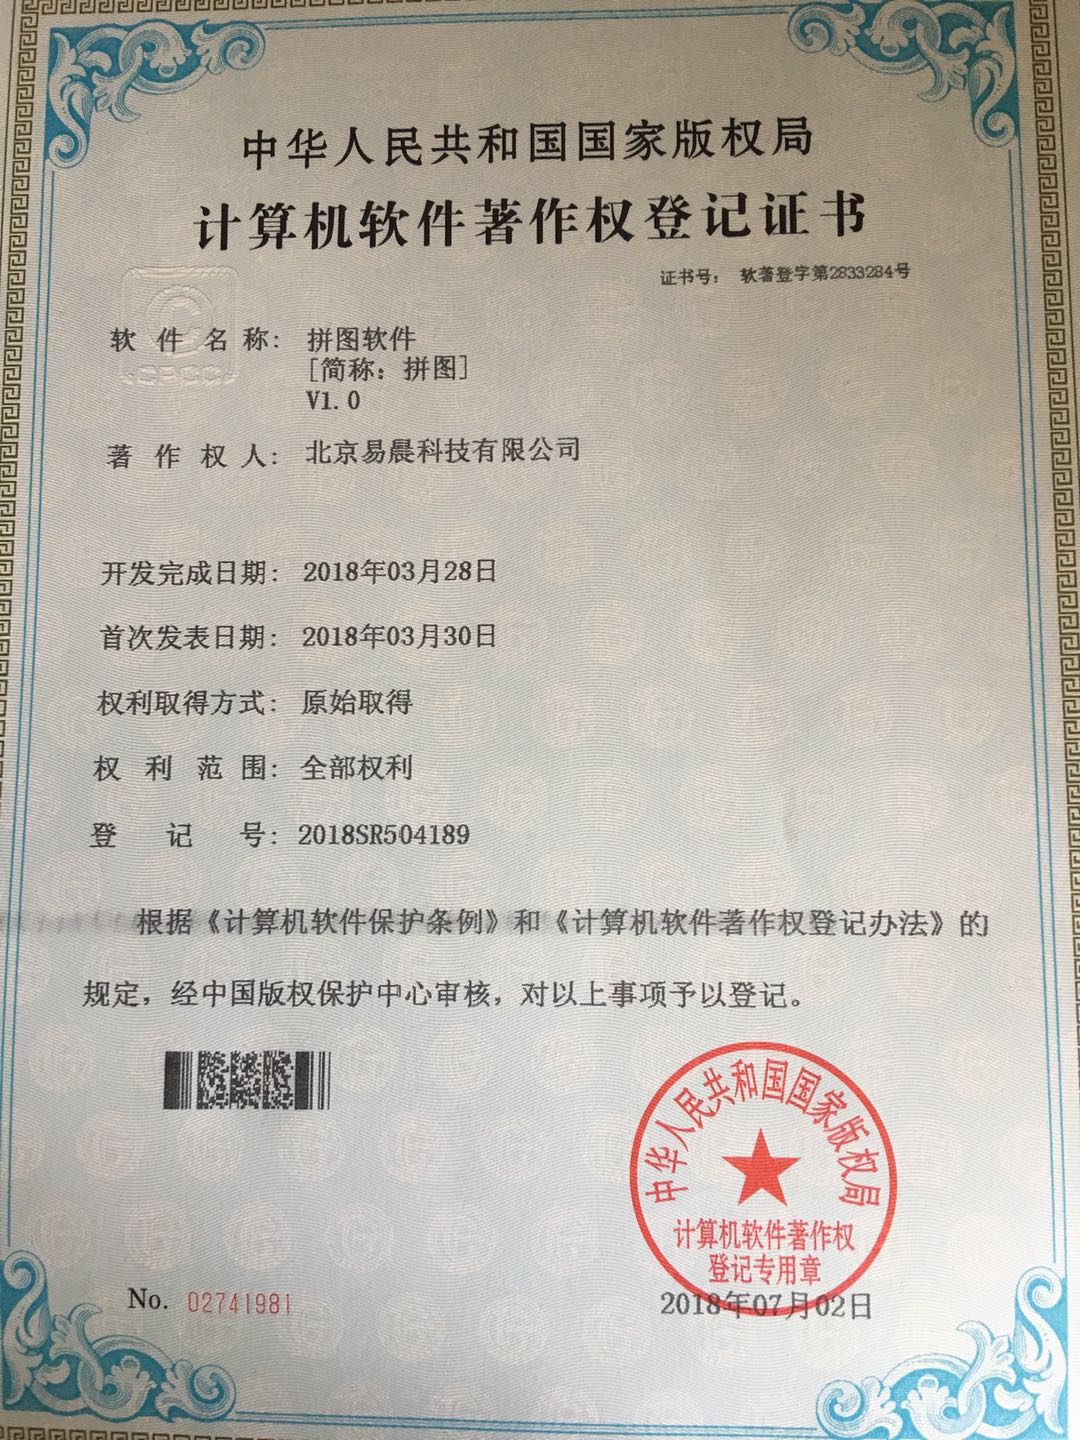 中华人民共和国国家版权局
计算机软件著作权登记证书
证书号： 软著登字第2833284号
软件名称： 拼图软件
[简称：拼图]
V1.0
著作权人： 北京易晨科技有限公司
开发完成日期： 2018年03月28日
首次发表日期： 2018年03月30日
权利取得方式： 原始取得
权利范围： 全部权利
登记号： 2018SR504189
根据《计算机软件保护条例》和《计算机软件著作权登记办法》的
规定，经中国版权保护中心审核，对以上事项予以登记。
中华人民共和国国家版权局
计算机软件著作权
登记专用章
No. 02741981
2018年07月02日